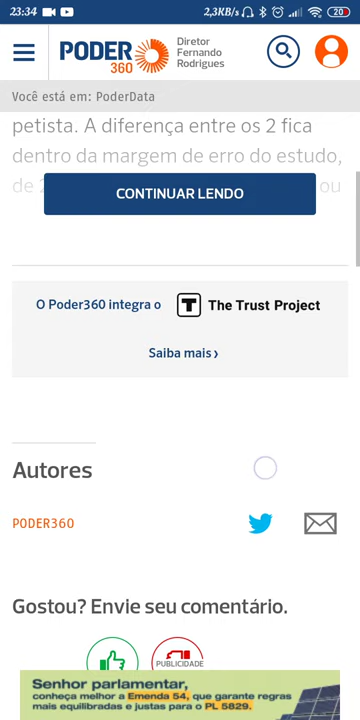 23:34
2,3KB/s
20
PODER
360
Diretor
Fernando
Rodrigues
Você está em: PoderData
petista. A diferença entre os 2 fica
dentro da margem de erro do estudo,
de
ou
CONTINUAR LENDO
O Poder360 integra o
T The Trust Project
Saiba mais ›
Autores
PODER360
Gostou? Envie seu comentário.
PUBLICIDADE
Senhor parlamentar,
conheça melhor a Emenda 54, que garante regras
mais equilibradas e justas para o PL 5829.